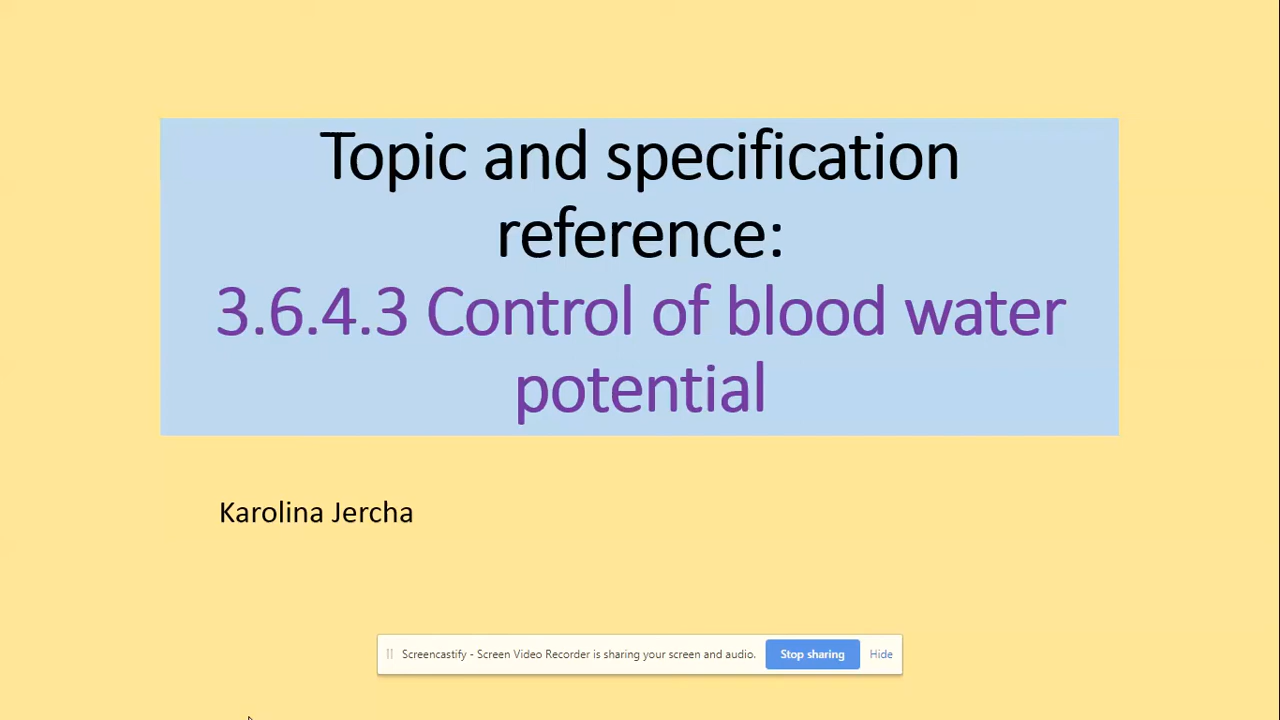 Topic and specification
reference:
3.6.4.3 Control of blood water
potential
Karolina Jercha
Screencastify - Screen Video Recorder is sharing your screen and audio. Stop sharing Hide